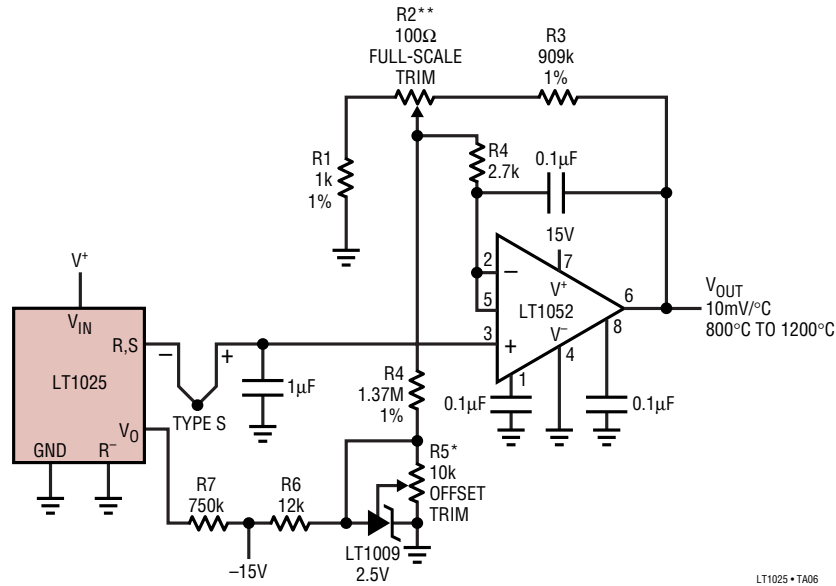 R2**
100Ω
FULL-SCALE
TRIM
R3
909k
1%
R1
1k
1%
R4
2.7k
0.1µF
15V
2
–
7
V+
5
LT1052
6
3
+
V–
8
1
4
0.1µF
0.1µF
VOUT
10mV/°C
800°C TO 1200°C
V+
VIN
R,S
LT1025
VO
GND
R–
–
+
TYPE S
1µF
R4
1.37M
1%
R5*
10k
OFFSET
TRIM
R7
750k
R6
12k
–15V
LT1009
2.5V
LT1025 • TA06